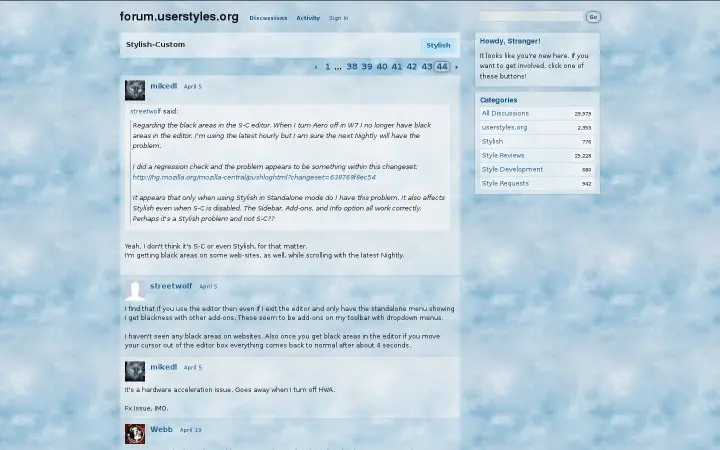 forum.userstyles.org Discussions Activity Sign In
Go
Stylish-Custom
Stylish
‹ 1 ... 38 39 40 41 42 43 44 ›
mikedl April 5
streetwolf said:
Regarding the black areas in the S-C editor. When I turn Aero off in W7 I no longer have black
areas in the editor. I'm using the latest hourly but I am sure the next Nightly will have the
problem.
I did a regression check and the problem appears to be something within this changeset:
http://hg.mozilla.org/mozilla-central/pushloghtml?changeset=638769f8ec54
It appears that only when using Stylish in Standalone mode do I have this problem. It also affects
Stylish even when S-C is disabled. The Sidebar, Add-ons, and Info option all work correctly.
Perhaps it's a Stylish problem and not S-C??
Yeah, I don't think it's S-C or even Stylish, for that matter.
I'm getting black areas on some web-sites, as well, while scrolling with the latest Nightly.
streetwolf April 5
I find that if you use the editor then even if I exit the editor and only have the standalone menu showing
I get blackness with other add-ons. These seem to be add-ons on my toolbar with dropdown menus.
I haven't seen any black areas on websites. Also once you get black areas in the editor if you move
your cursor out of the editor box everything comes back to normal after about 4 seconds.
mikedl April 5
It's a hardware acceleration issue. Goes away when I turn off HWA.
Fx Issue, IMO.
Webb April 10
Howdy, Stranger!
It looks like you're new here. If you
want to get involved, click one of
these buttons!
Categories
All Discussions 29,979
userstyles.org 2,353
Stylish 776
Style Reviews 25,228
Style Development 680
Style Requests 942